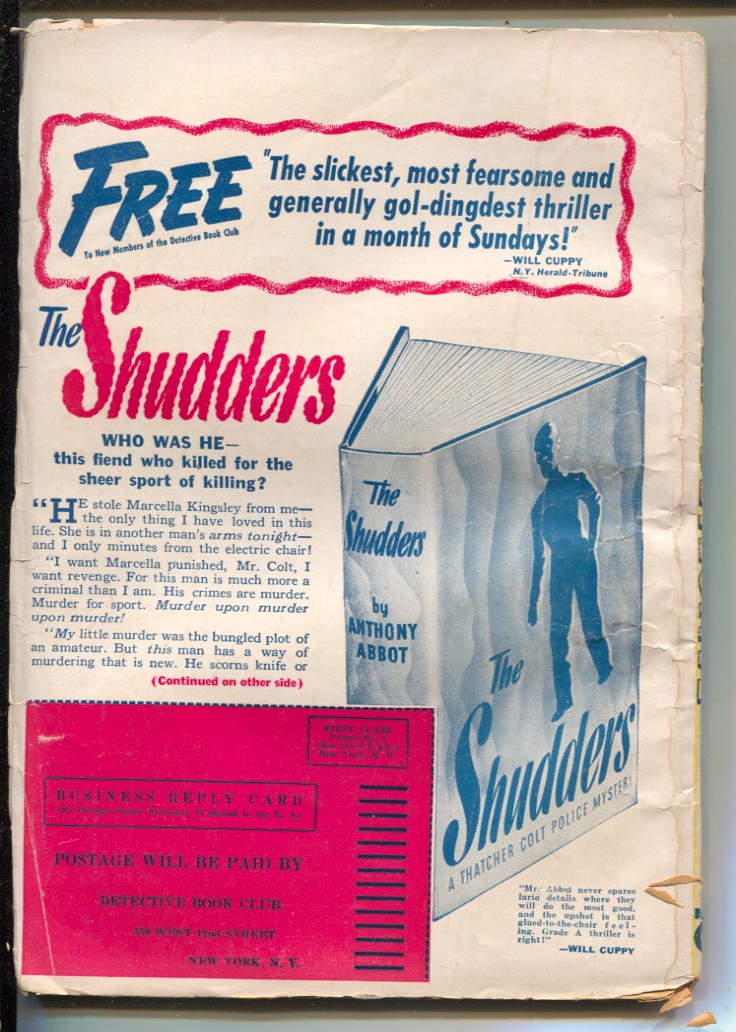 FREE
To New Members of the Detective Book Club
"The slickest, most fearsome and
generally gol-dingdest thriller
in a month of Sundays!"
—WILL CUPPY
N.Y. Herald-Tribune
The
Shudders
WHO WAS HE—
this fiend who killed for the
sheer sport of killing?
"HE stole Marcella Kingsley from me—
the only thing I have loved in this
life. She is in another man's arms tonight—
and I only minutes from the electric chair!
"I want Marcella punished, Mr. Colt, I
want revenge. For this man is much more a
criminal than I am. His crimes are murder.
Murder for sport. Murder upon murder
upon murder!
"My little murder was the bungled plot of
an amateur. But this man has a way of
murdering that is new. He scorns knife or
(Continued on other side)
The
Shudders
by
ANTHONY
ABBOT
The
Shudders
A THATCHER COLT POLICE MYSTERY
FIRST CLASS
Permit No.
New York, N. Y.
BUSINESS REPLY CARD
POSTAGE WILL BE PAID BY
DETECTIVE BOOK CLUB
WEST 42nd STREET
NEW YORK, N. Y.
"Mr. Abbot never spares
lurid details where they
will do the most good,
and the upshot is that
glued-to-the-chair feel-
ing. Grade A thriller is
right!"
—WILL CUPPY